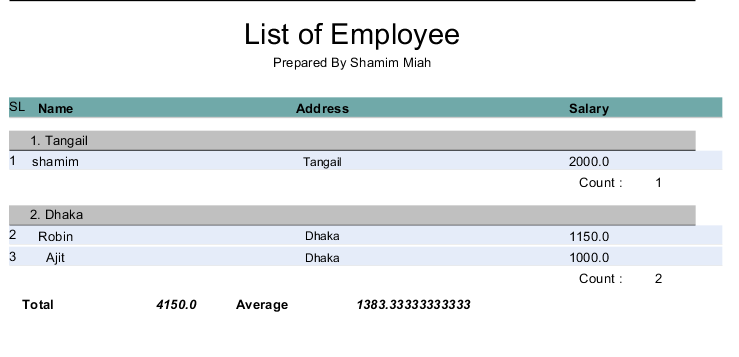 List of Employee
Prepared By Shamim Miah
SL Name Address Salary
1. Tangail
1 shamim Tangail 2000.0
Count : 1
2. Dhaka
2 Robin Dhaka 1150.0
3 Ajit Dhaka 1000.0
Count : 2
Total 4150.0 Average 1383.33333333333